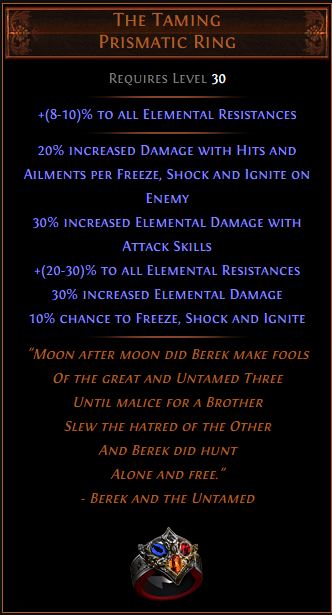 The Taming
Prismatic Ring
Requires Level 30
+(8-10)% to all Elemental Resistances
20% increased Damage with Hits and
Ailments per Freeze, Shock and Ignite on
Enemy
30% increased Elemental Damage with
Attack Skills
+(20-30)% to all Elemental Resistances
30% increased Elemental Damage
10% chance to Freeze, Shock and Ignite
"Moon after moon did Berek make fools
Of the great and Untamed Three
Until malice for a Brother
Slew the hatred of the Other
And Berek did hunt
Alone and free."
- Berek and the Untamed